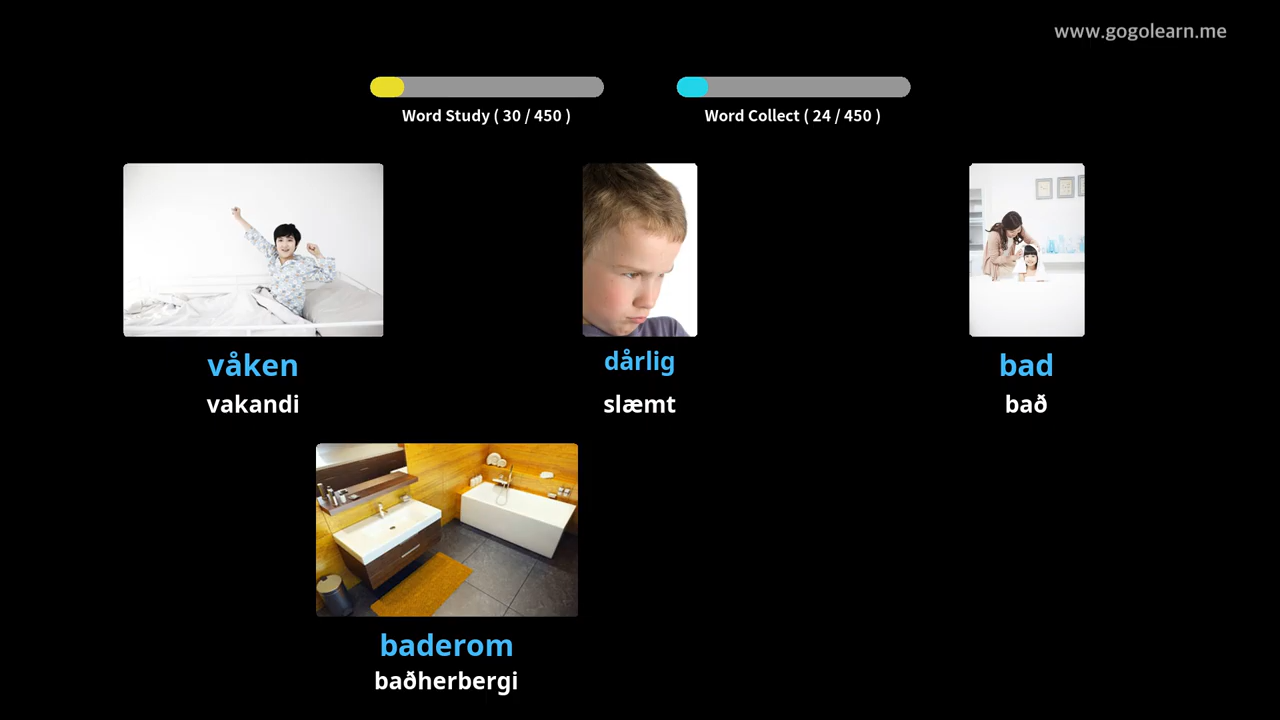 www.gogolearn.me
Word Study ( 30 / 450 )
Word Collect ( 24 / 450 )
våken
dårlig
bad
vakandi
slæmt
bað
baderom
baðherbergi